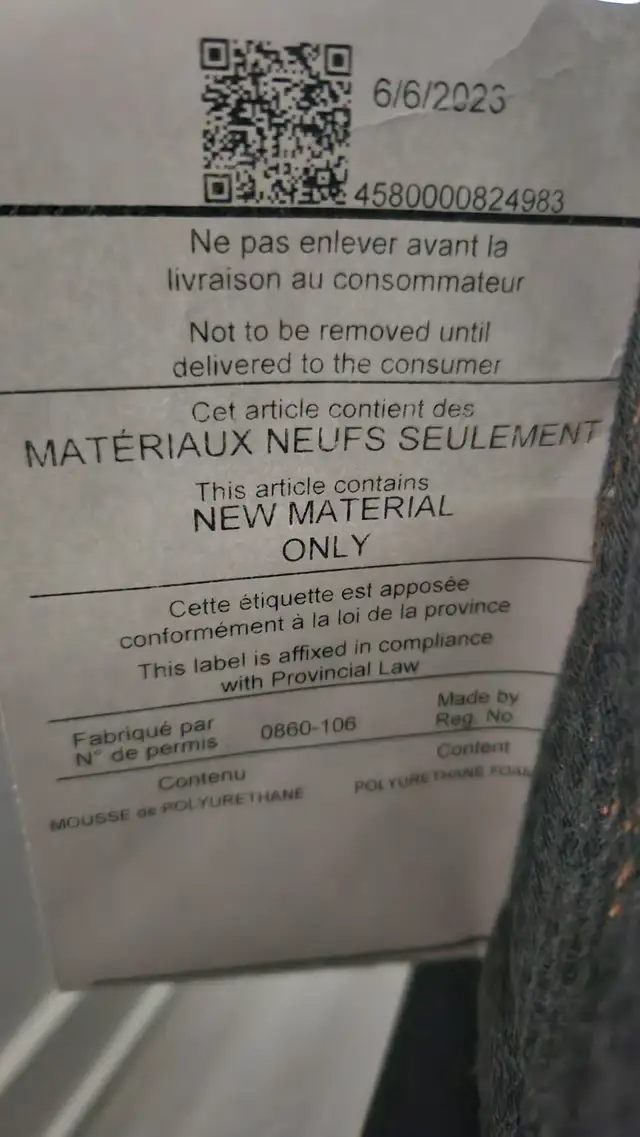 6/6/2023
4580000824983
Ne pas enlever avant la
livraison au consommateur
Not to be removed until
delivered to the consumer
Cet article contient des
MATÉRIAUX NEUFS SEULEMENT
This article contains
NEW MATERIAL
ONLY
Cette étiquette est apposée
conformément à la loi de la province
This label is affixed in compliance
with Provincial Law
Fabriqué par
N° de permis
0860-106
Made by
Reg. No
Contenu
MOUSSE de POLYURETHANE
Content
POLYURETHANE FOAM